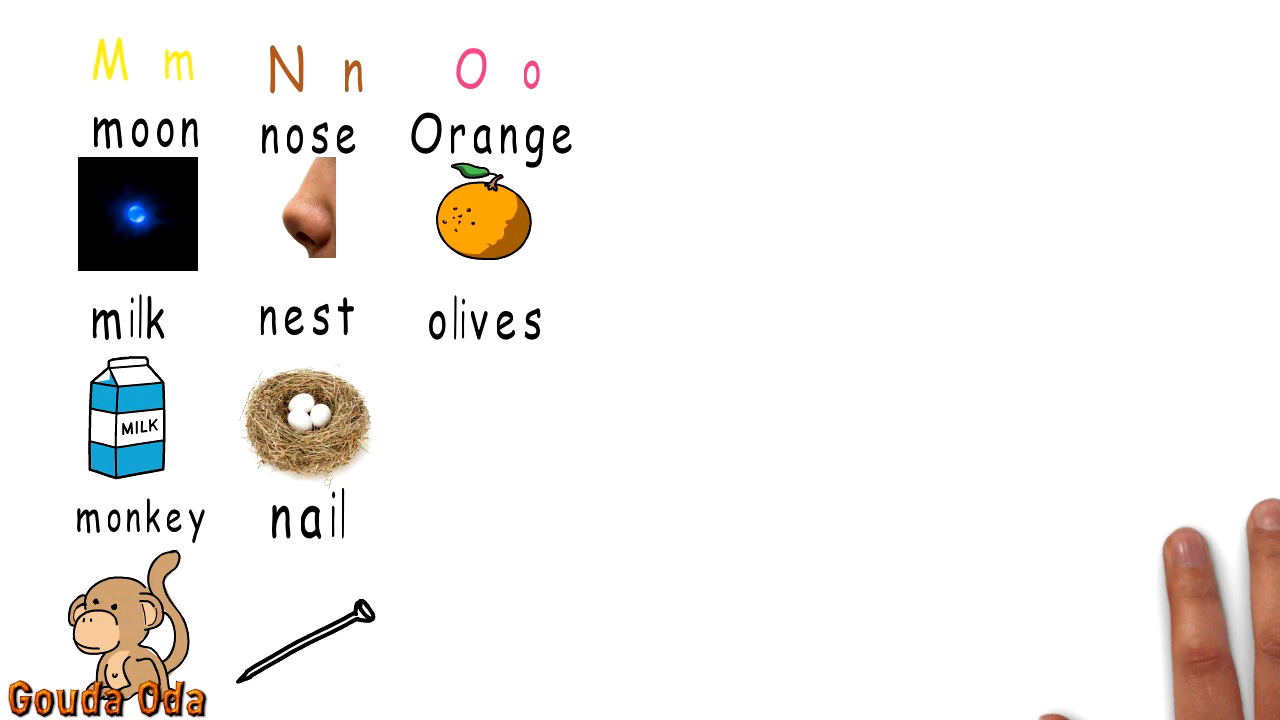 M m N n O o
moon nose Orange
milk nest olives
MILK
monkey nail
Gouda Oda